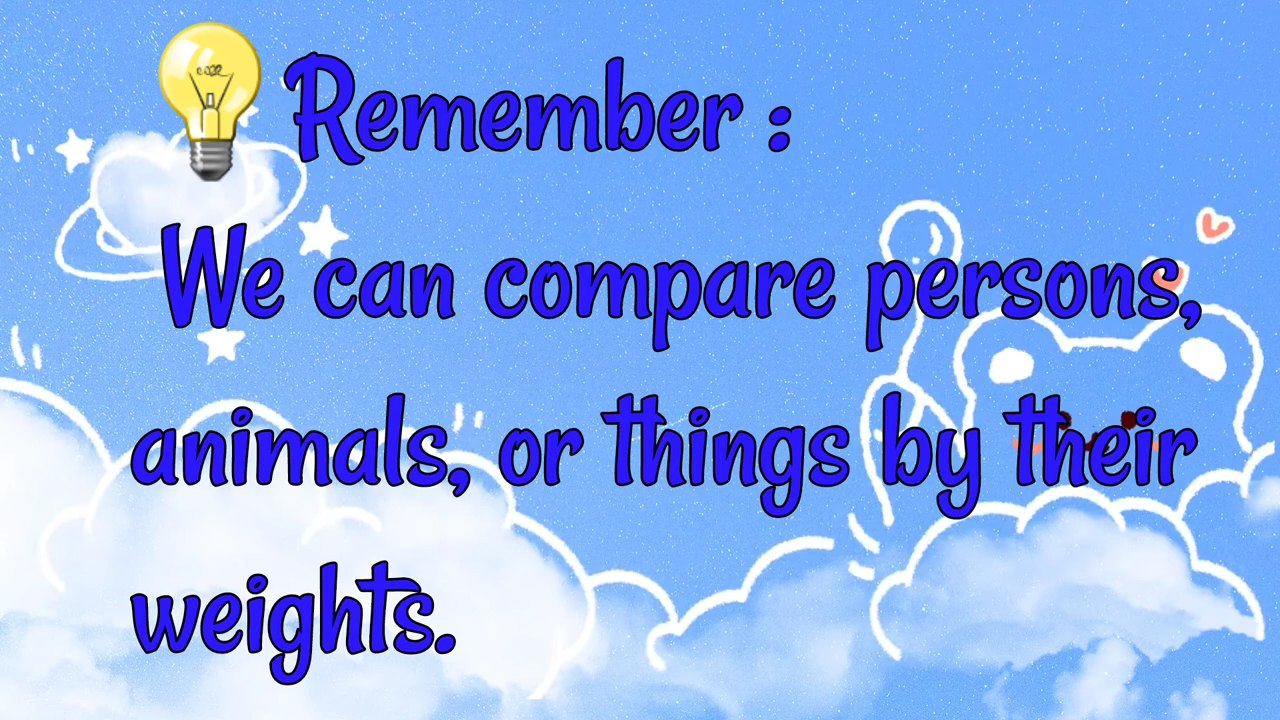 Remember :
We can compare persons,
animals, or things by their
weights.